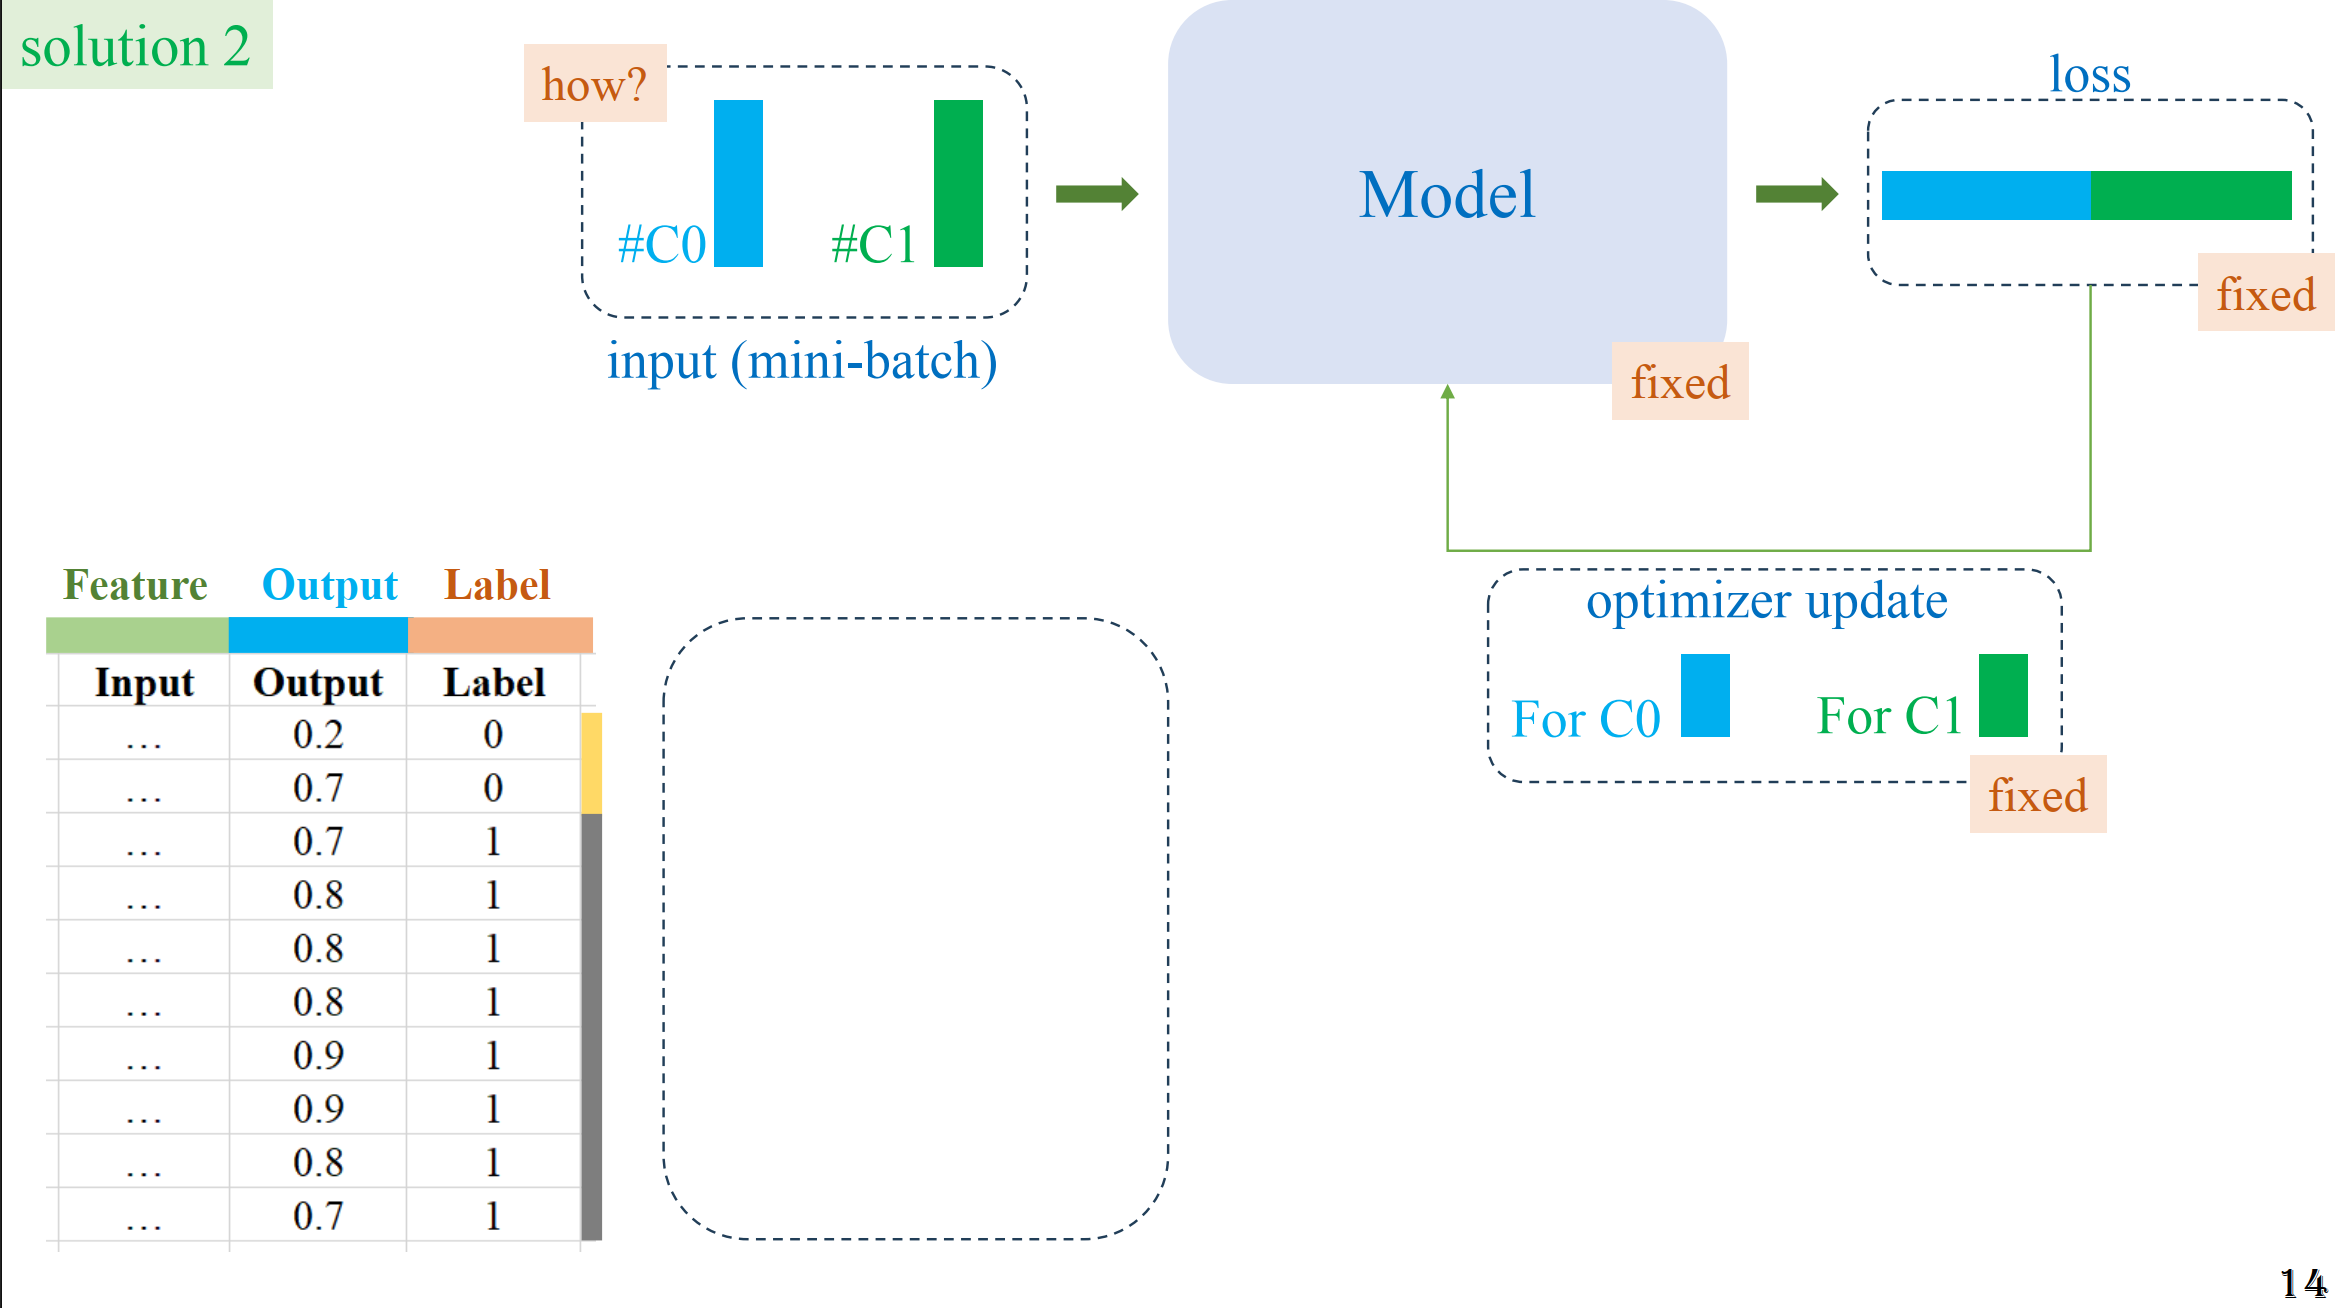 solution 2
how?
#C0 #C1
input (mini-batch)
Model
fixed
loss
fixed
optimizer update
For C0 For C1
fixed
Feature Output Label
Input Output Label
... 0.2 0
... 0.7 0
... 0.7 1
... 0.8 1
... 0.8 1
... 0.8 1
... 0.9 1
... 0.9 1
... 0.8 1
... 0.7 1
14